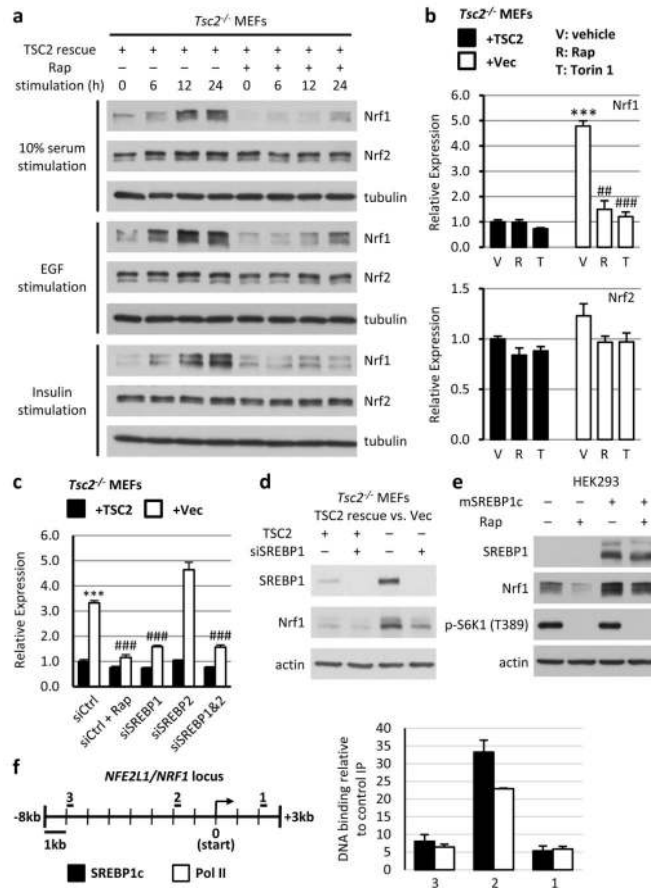 a
Tsc2-/- MEFs
TSC2 rescue + + + + + + + +
Rap - - - - + + + +
stimulation (h) 0 6 12 24 0 6 12 24
10% serum stimulation
Nrf1
Nrf2
tubulin
EGF stimulation
Nrf1
Nrf2
tubulin
Insulin stimulation
Nrf1
Nrf2
tubulin
b
Tsc2-/- MEFs
+TSC2
+Vec
V: vehicle
R: Rap
T: Torin 1
Relative Expression
6.0
5.0
4.0
3.0
2.0
1.0
0.0
Nrf1
***
##
###
V R T V R T
Relative Expression
1.5
1.0
0.5
0.0
Nrf2
V R T V R T
c
Tsc2-/- MEFs
+TSC2 +Vec
Relative Expression
6.0
5.0
4.0
3.0
2.0
1.0
0.0
***
###
###
###
siCtrl
siCtrl + Rap
siSREBP1
siSREBP2
siSREBP1&2
d
Tsc2-/- MEFs
TSC2 rescue vs. Vec
TSC2 + + – –
siSREBP1 – + – +
SREBP1
Nrf1
actin
e
HEK293
mSREBP1c – – + +
Rap – + – +
SREBP1
Nrf1
p-S6K1 (T389)
actin
f
NFE2L1/NRF1 locus
3 2 1
-8kb
+3kb
1kb
0
(start)
SREBP1c Pol II
DNA binding relative
to control IP
40
35
30
25
20
15
10
5
0
3 2 1